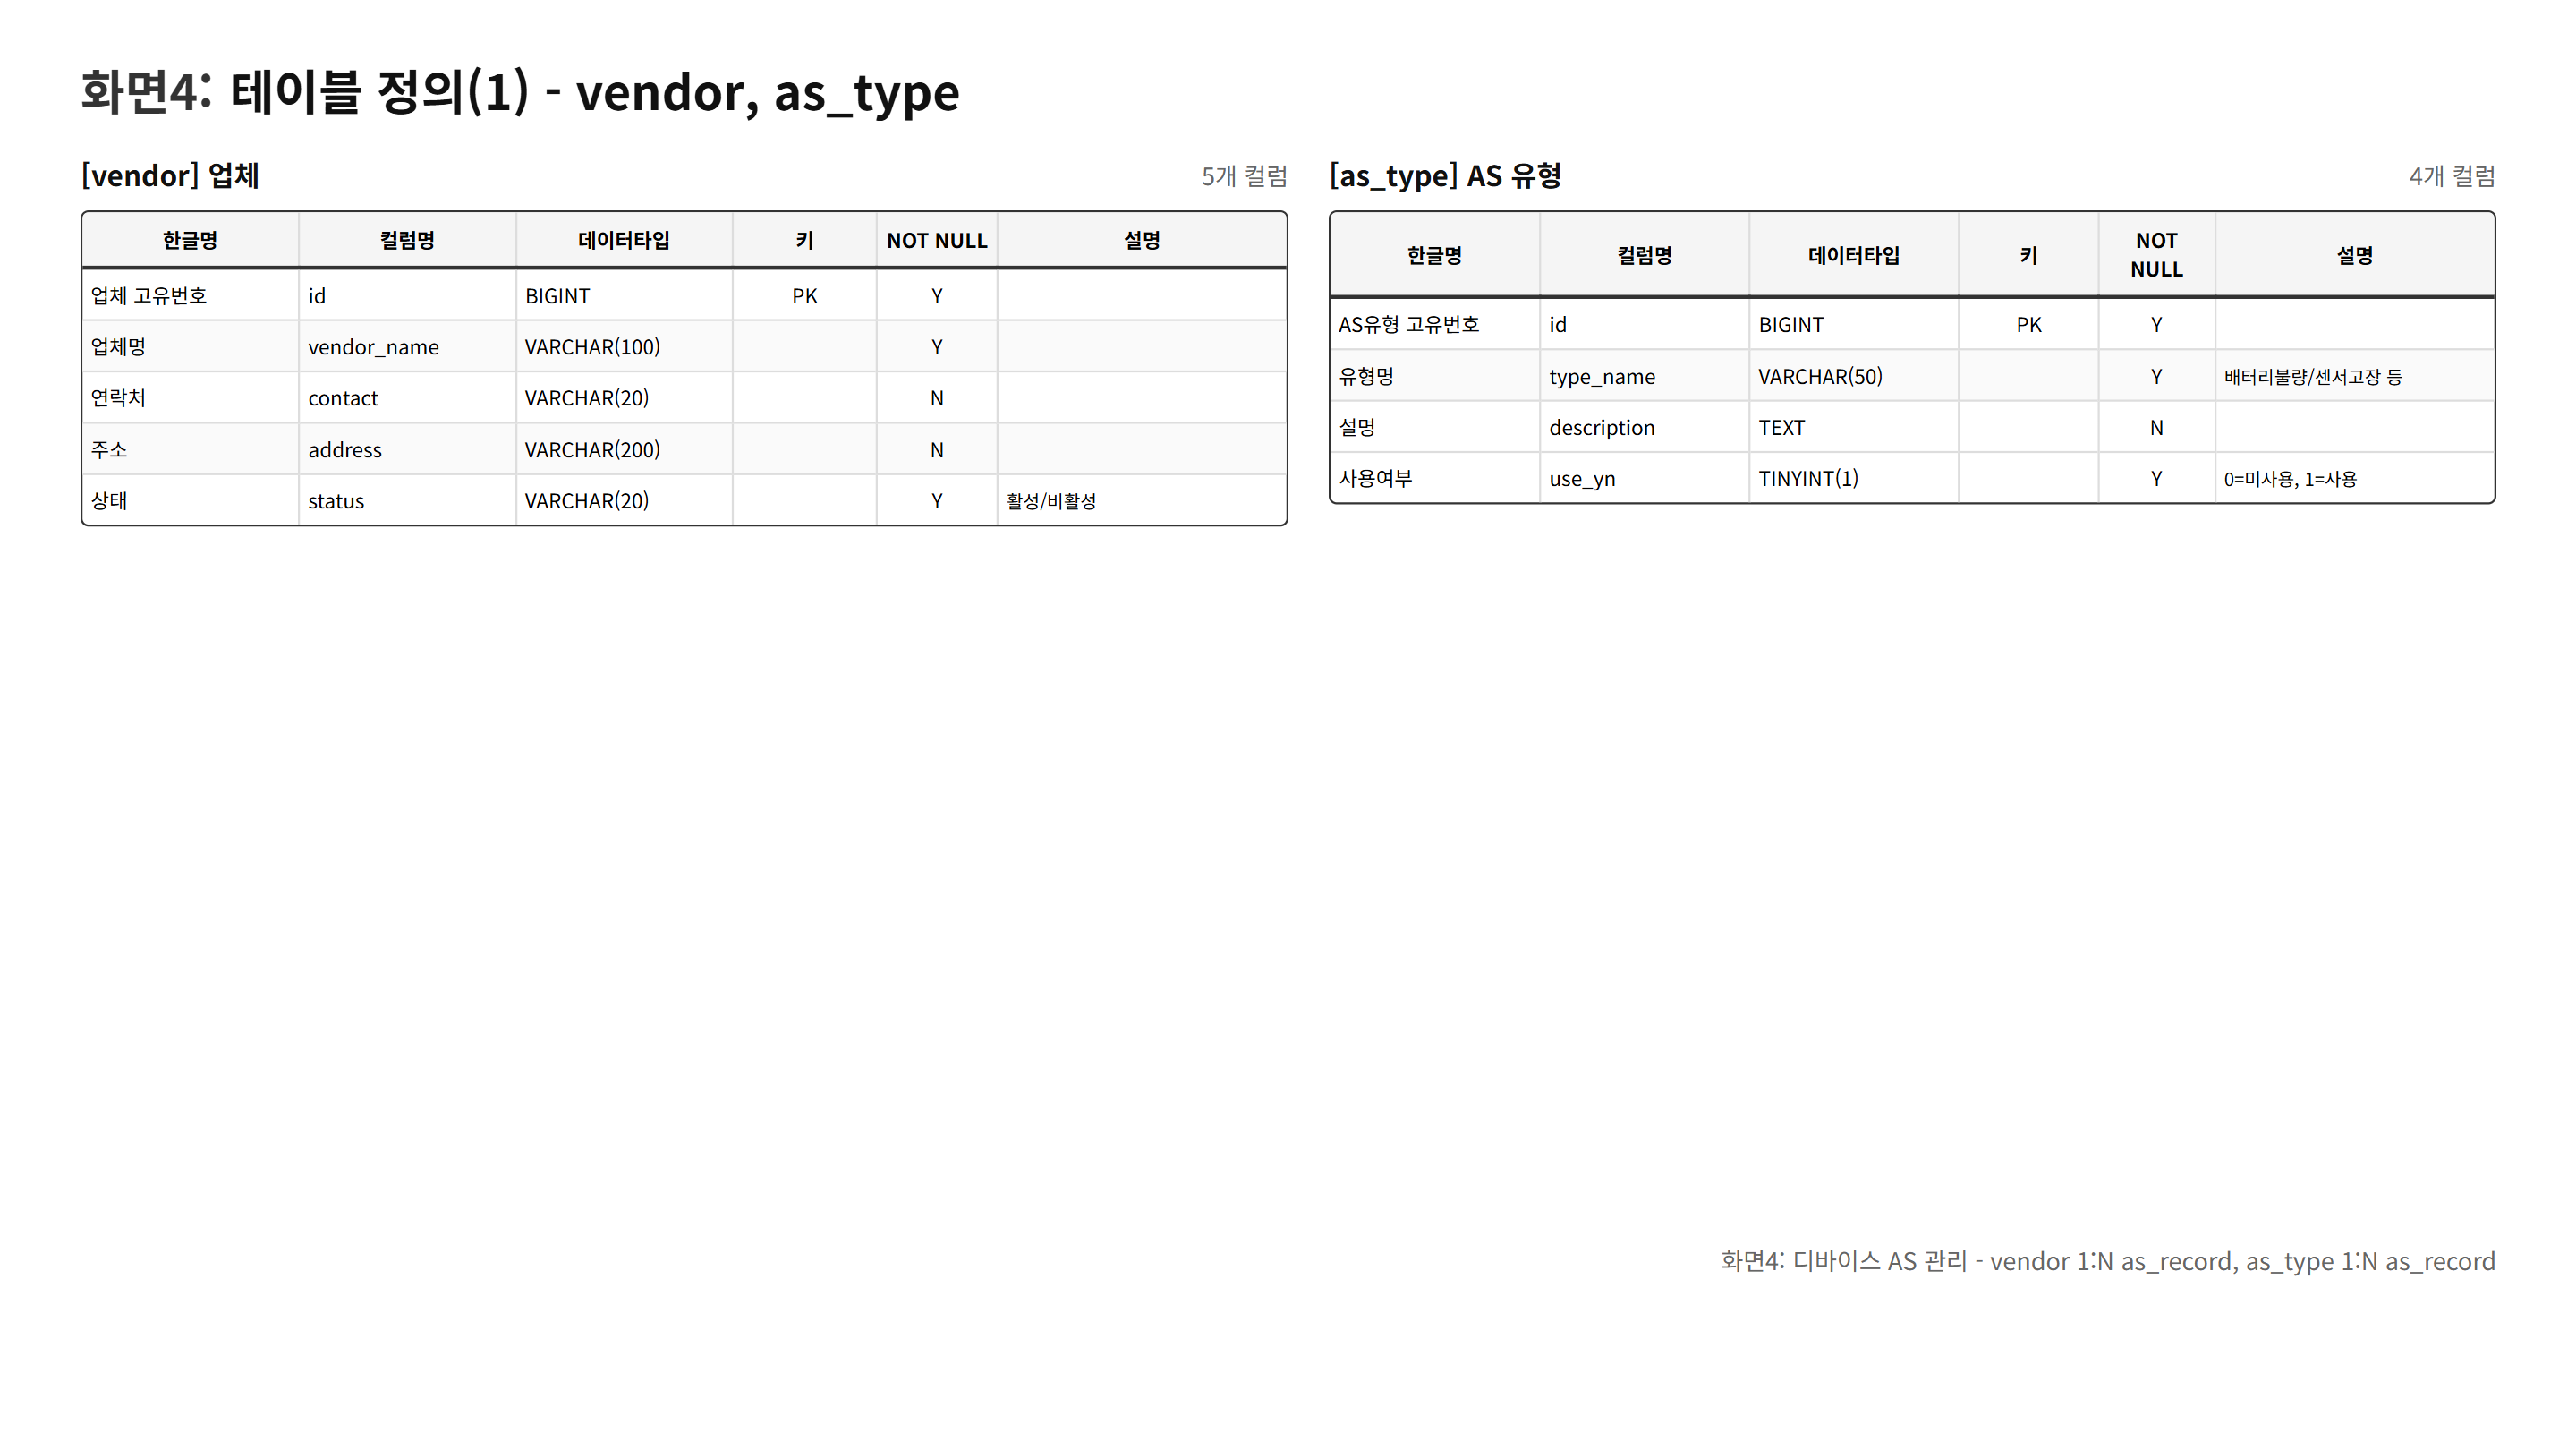 화면4: 테이블 정의(1) - vendor, as_type
[vendor] 업체 5개 컬럼
한글명 컬럼명 데이터타입 키 NOT NULL 설명
업체 고유번호 id BIGINT PK Y
업체명 vendor_name VARCHAR(100) Y
연락처 contact VARCHAR(20) N
주소 address VARCHAR(200) N
상태 status VARCHAR(20) Y 활성/비활성
[as_type] AS 유형 4개 컬럼
한글명 컬럼명 데이터타입 키 NOT NULL 설명
AS유형 고유번호 id BIGINT PK Y
유형명 type_name VARCHAR(50) Y 배터리불량/센서고장 등
설명 description TEXT N
사용여부 use_yn TINYINT(1) Y 0=미사용, 1=사용
화면4: 디바이스 AS 관리 - vendor 1:N as_record, as_type 1:N as_record